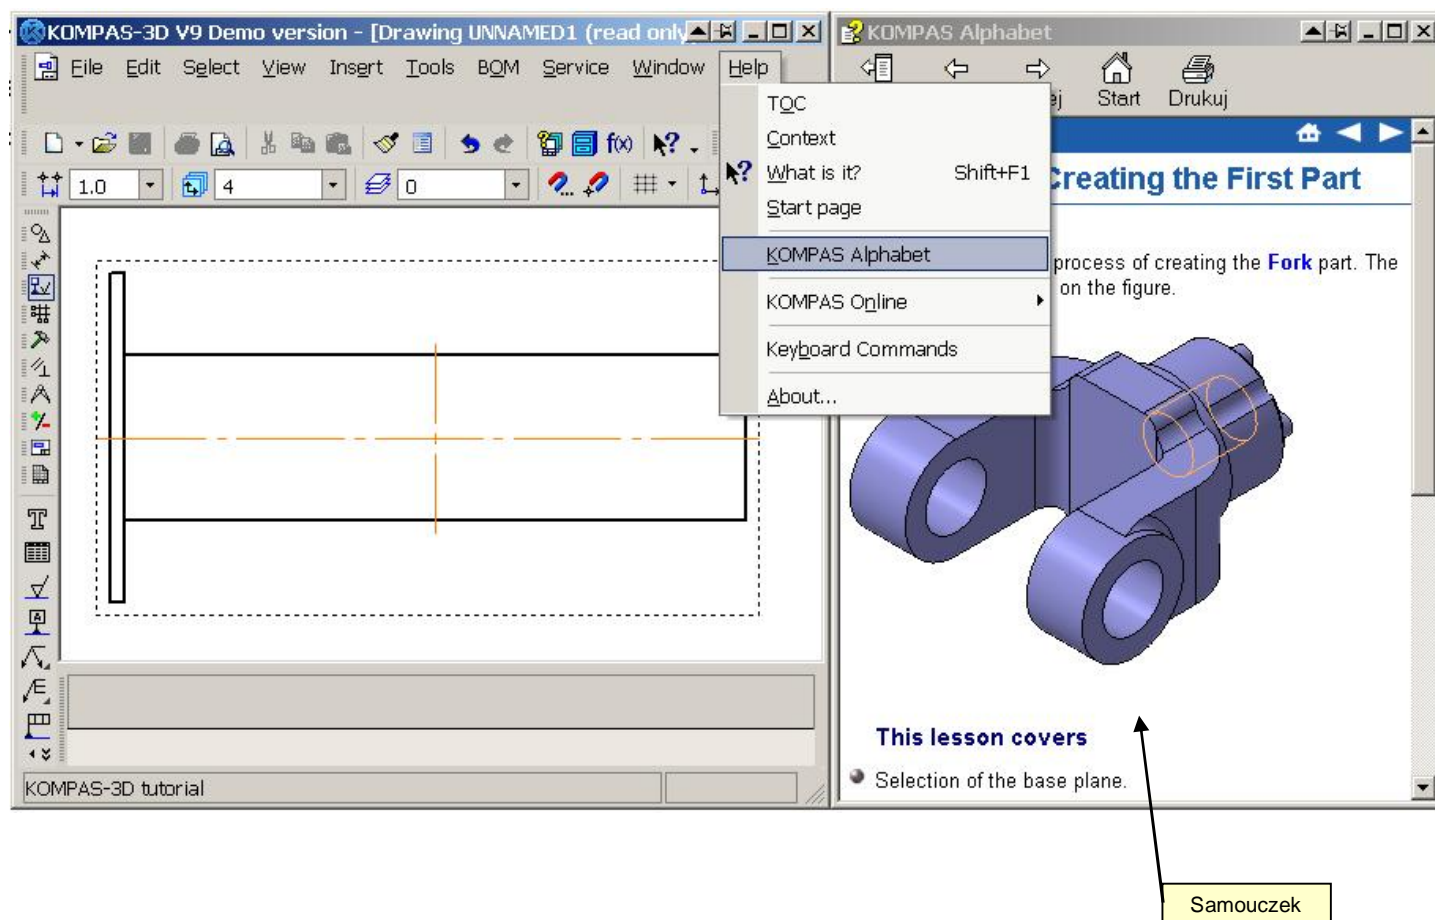 KOMPAS-3D V9 Demo version - [Drawing UNNAMED1 (read only
File Edit Select View Insert Tools BOM Service Window Help
1.0 4 0
f(x)
TOC
Context
What is it? Shift+F1
Start page
KOMPAS Alphabet
KOMPAS Online
Keyboard Commands
About...
KOMPAS-3D tutorial
KOMPAS Alphabet
Start Drukuj
Creating the First Part
process of creating the Fork part. The
on the figure.
This lesson covers
Selection of the base plane.
Samouczek